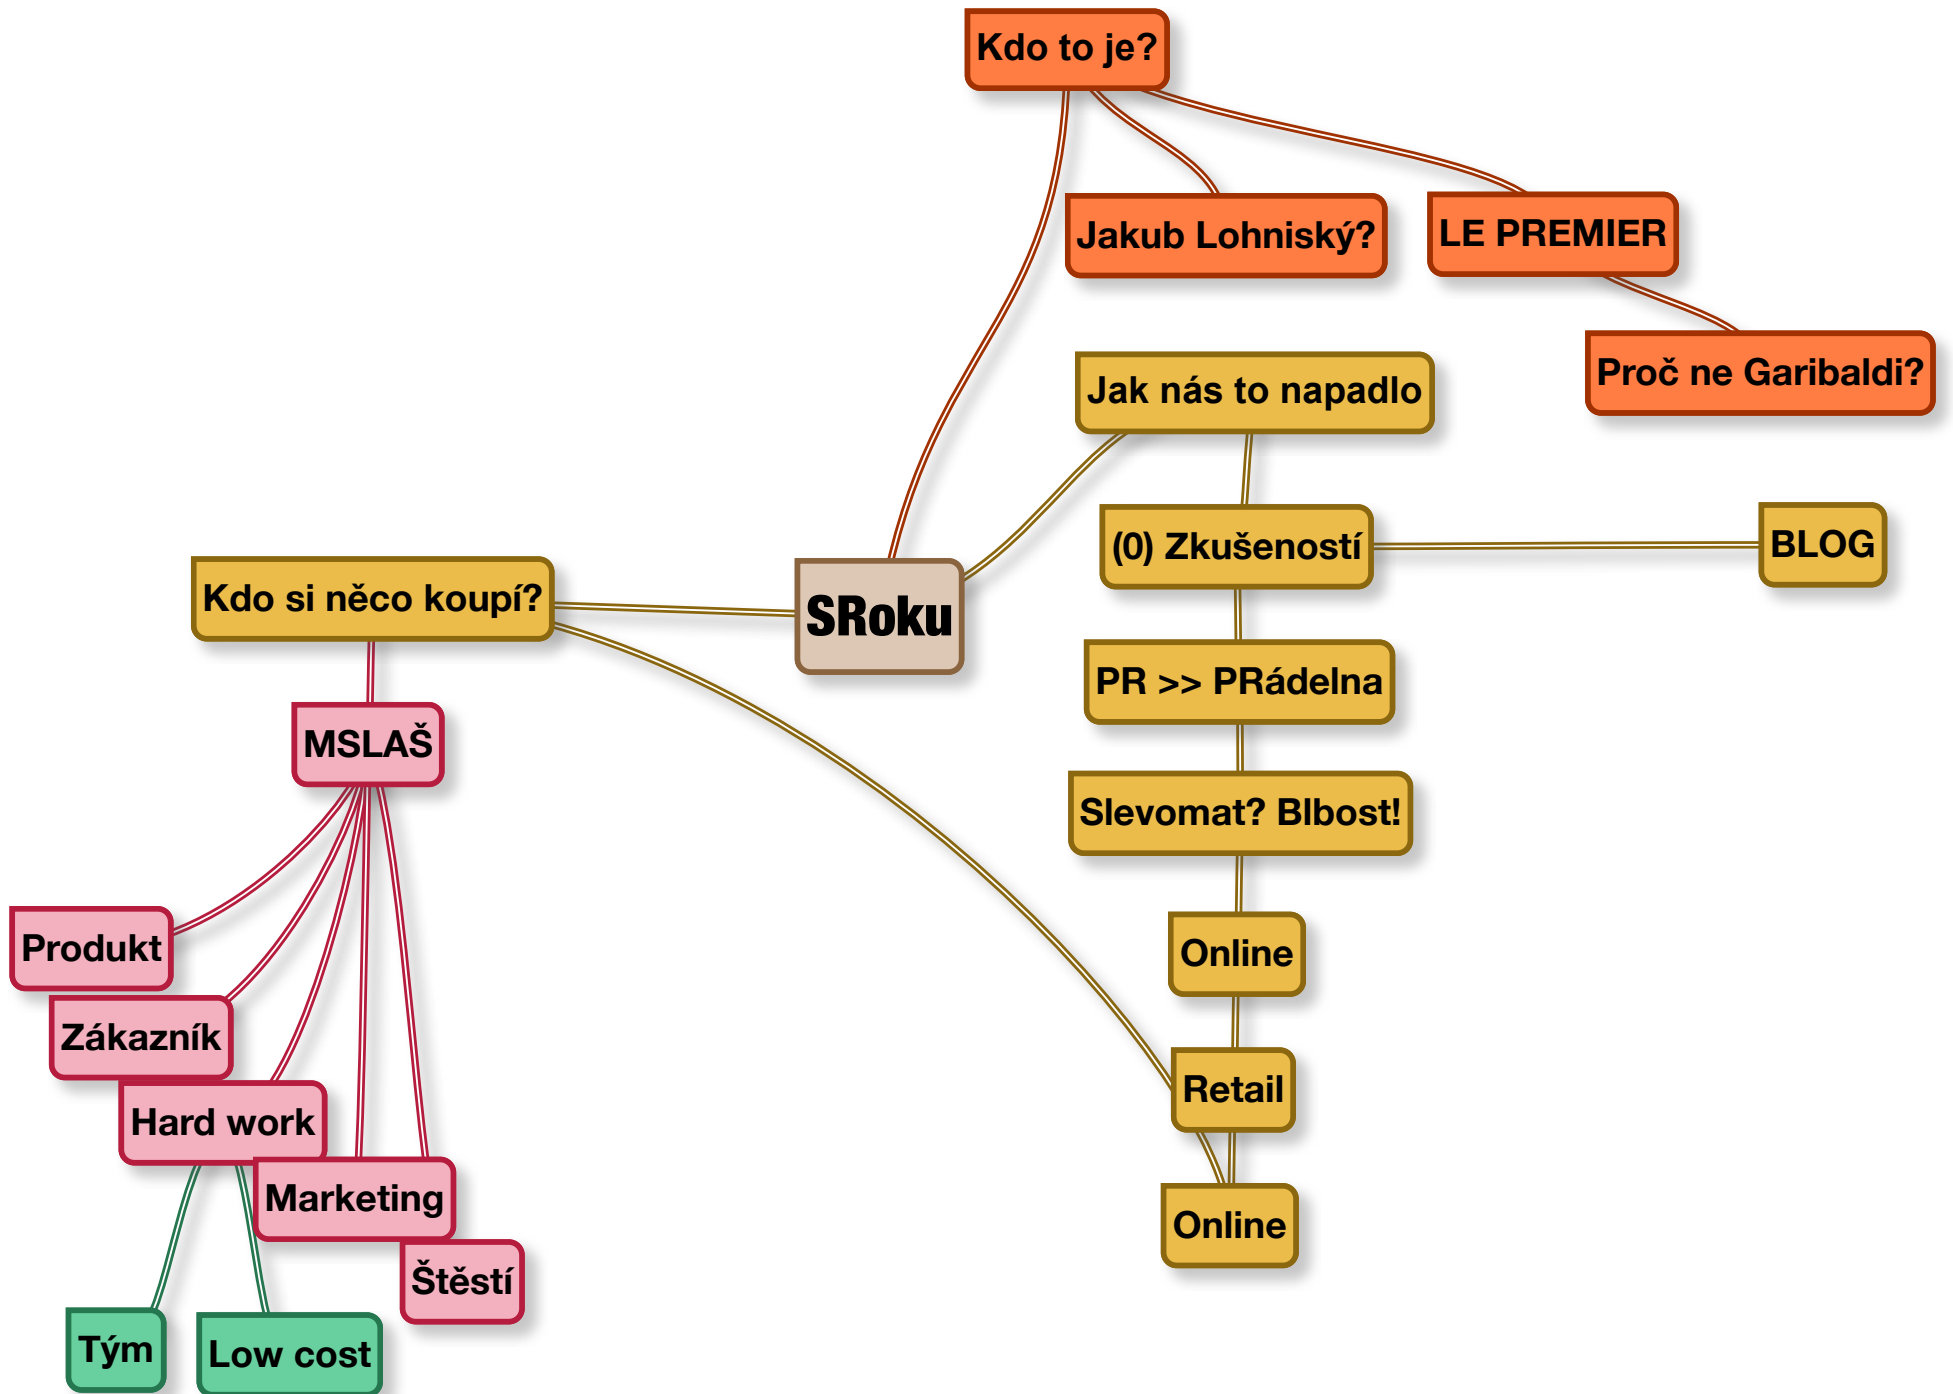 Kdo to je?
Jakub Lohniský?
LE PREMIER
Proč ne Garibaldi?
Jak nás to napadlo
(0) Zkušeností
BLOG
Kdo si něco koupí?
SRoku
PR >> PRádelna
MSLAŠ
Slevomat? Blbost!
Produkt
Online
Zákazník
Retail
Hard work
Marketing
Online
Štěstí
Tým
Low cost